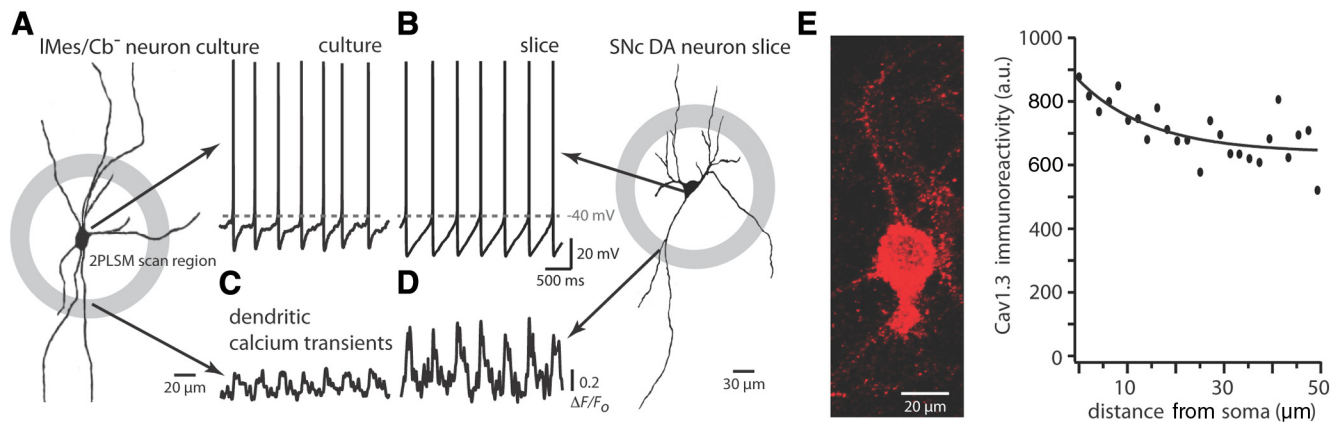 A
lMes/Cb⁻ neuron culture
culture
B
slice
SNc DA neuron slice
-40 mV
20 mV
500 ms
2PLSM scan region
20 µm
C
dendritic
calcium transients
D
0.2
ΔF/Fo
30 µm
E
20 µm
Cav1.3 immunoreactivity (a.u.)
1000
800
600
400
200
0
10
30
50
distance from soma (µm)